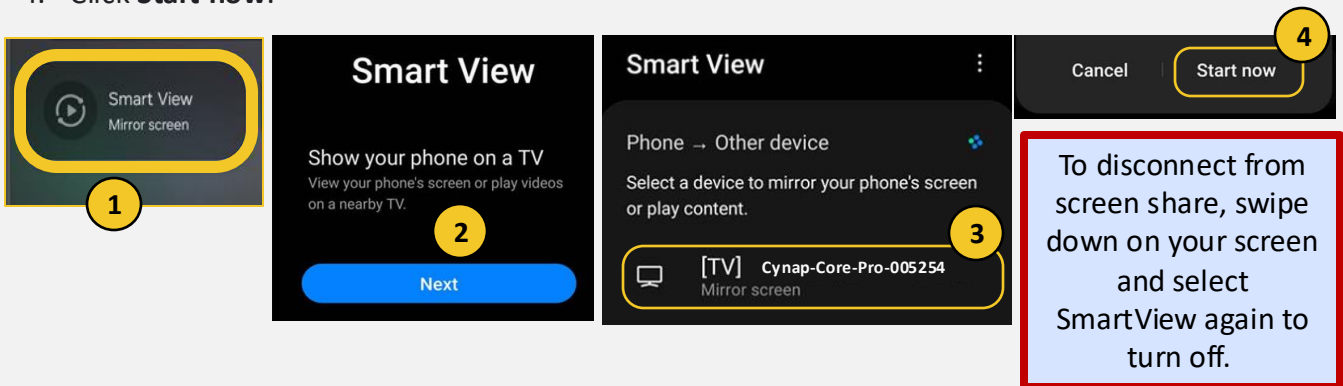 4. Click Start now.
Smart View
Mirror screen
1
Smart View
Show your phone on a TV
View your phone's screen or play videos
on a nearby TV.
2
Next
Smart View
Phone → Other device
Select a device to mirror your phone's screen
or play content.
3
[TV] Cynap-Core-Pro-005254
Mirror screen
4
Cancel
Start now
To disconnect from
screen share, swipe
down on your screen
and select
SmartView again to
turn off.